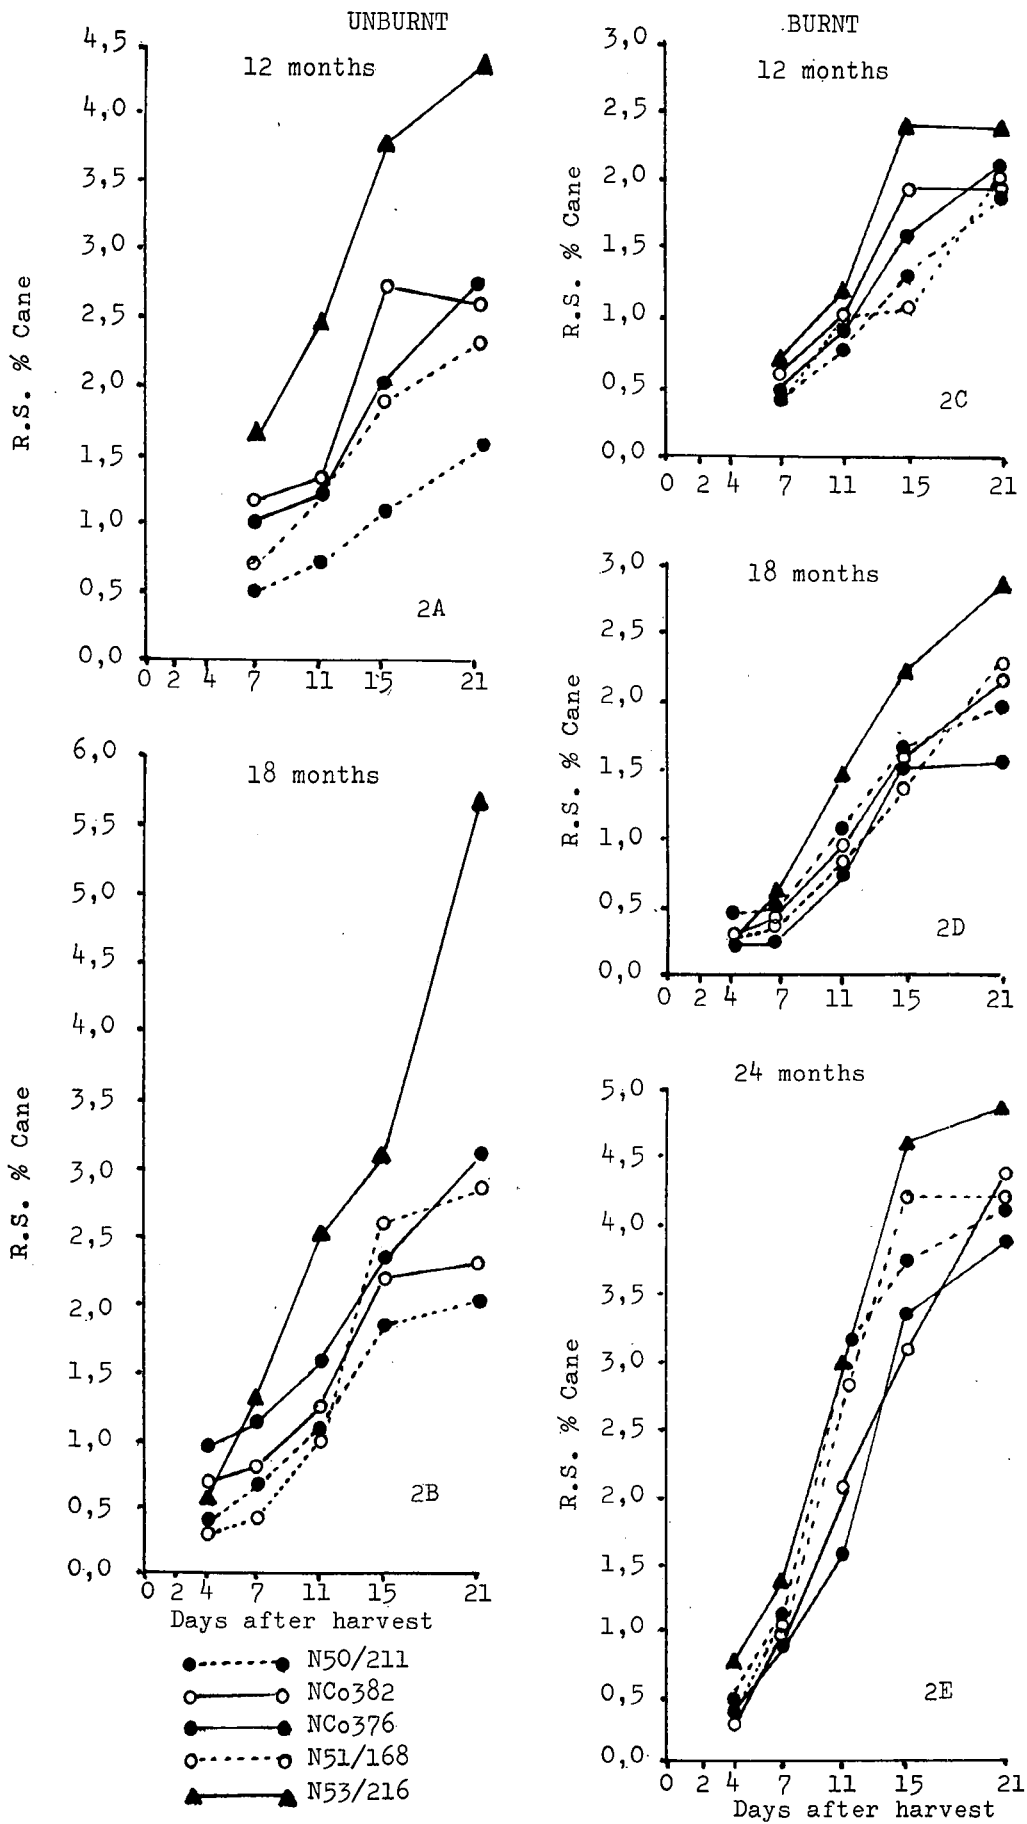 UNBURNT
12 months
4,5
4,0
3,5
3,0
2,5
2,0
1,5
1,0
0,5
0,0
R.S. % Cane
2A
0 2 4 7 11 15 21
18 months
6,0
5,5
5,0
4,5
4,0
3,5
3,0
2,5
2,0
1,5
1,0
0,5
0,0
R.S. % Cane
2B
0 2 4 7 11 15 21
Days after harvest
N50/211
NCo382
NCo376
N51/168
N53/216
BURNT
12 months
3,0
2,5
2,0
1,5
1,0
0,5
0,0
R.S. % Cane
2C
0 2 4 7 11 15 21
18 months
3,0
2,5
2,0
1,5
1,0
0,5
0,0
R.S. % Cane
2D
0 2 4 7 11 15 21
24 months
5,0
4,5
4,0
3,5
3,0
2,5
2,0
1,5
1,0
0,5
0,0
R.S. % Cane
2E
0 2 4 7 11 15 21
Days after harvest